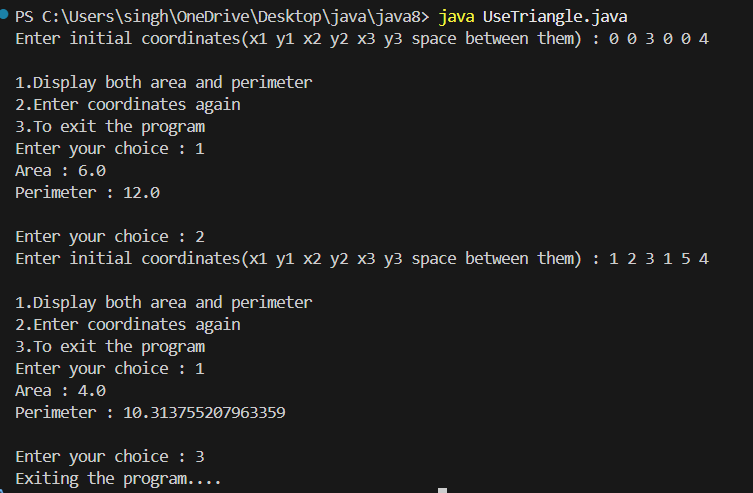 PS C:\Users\singh\OneDrive\Desktop\java\java8> java UseTriangle.java
Enter initial coordinates(x1 y1 x2 y2 x3 y3 space between them) : 0 0 3 0 0 4
1.Display both area and perimeter
2.Enter coordinates again
3.To exit the program
Enter your choice : 1
Area : 6.0
Perimeter : 12.0
Enter your choice : 2
Enter initial coordinates(x1 y1 x2 y2 x3 y3 space between them) : 1 2 3 1 5 4
1.Display both area and perimeter
2.Enter coordinates again
3.To exit the program
Enter your choice : 1
Area : 4.0
Perimeter : 10.313755207963359
Enter your choice : 3
Exiting the program....